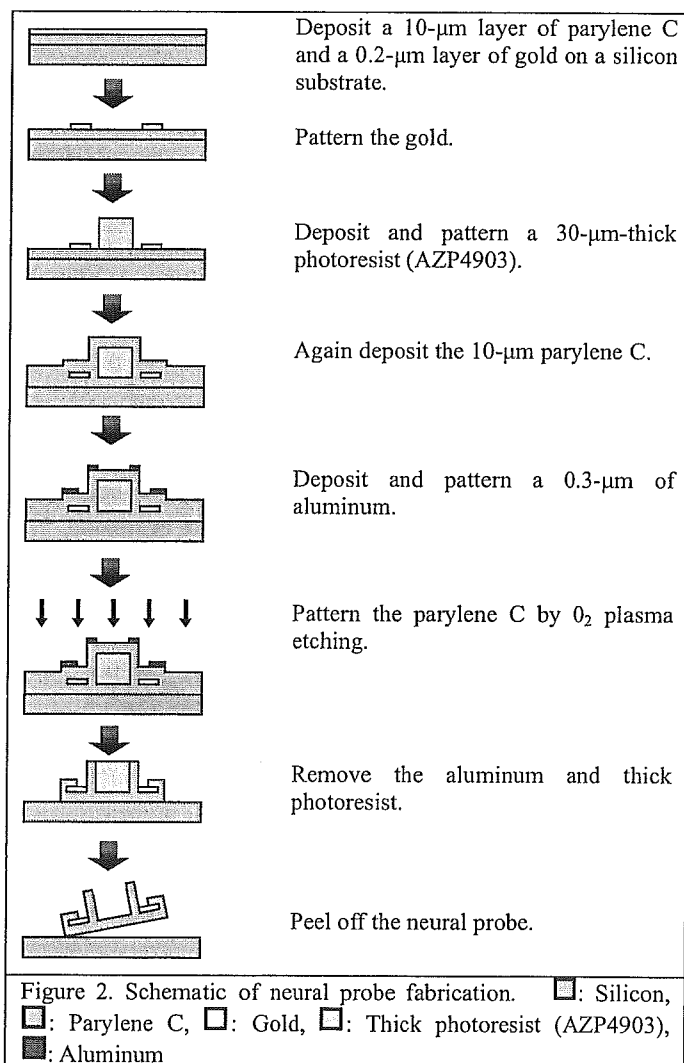 Deposit a 10-μm layer of parylene C
and a 0.2-μm layer of gold on a silicon
substrate.
Pattern the gold.
Deposit and pattern a 30-μm-thick
photoresist (AZP4903).
Again deposit the 10-μm parylene C.
Deposit and pattern a 0.3-μm of
aluminum.
Pattern the parylene C by 0₂ plasma
etching.
Remove the aluminum and thick
photoresist.
Peel off the neural probe.
Figure 2. Schematic of neural probe fabrication. : Silicon,
: Parylene C, : Gold, : Thick photoresist (AZP4903),
: Aluminum